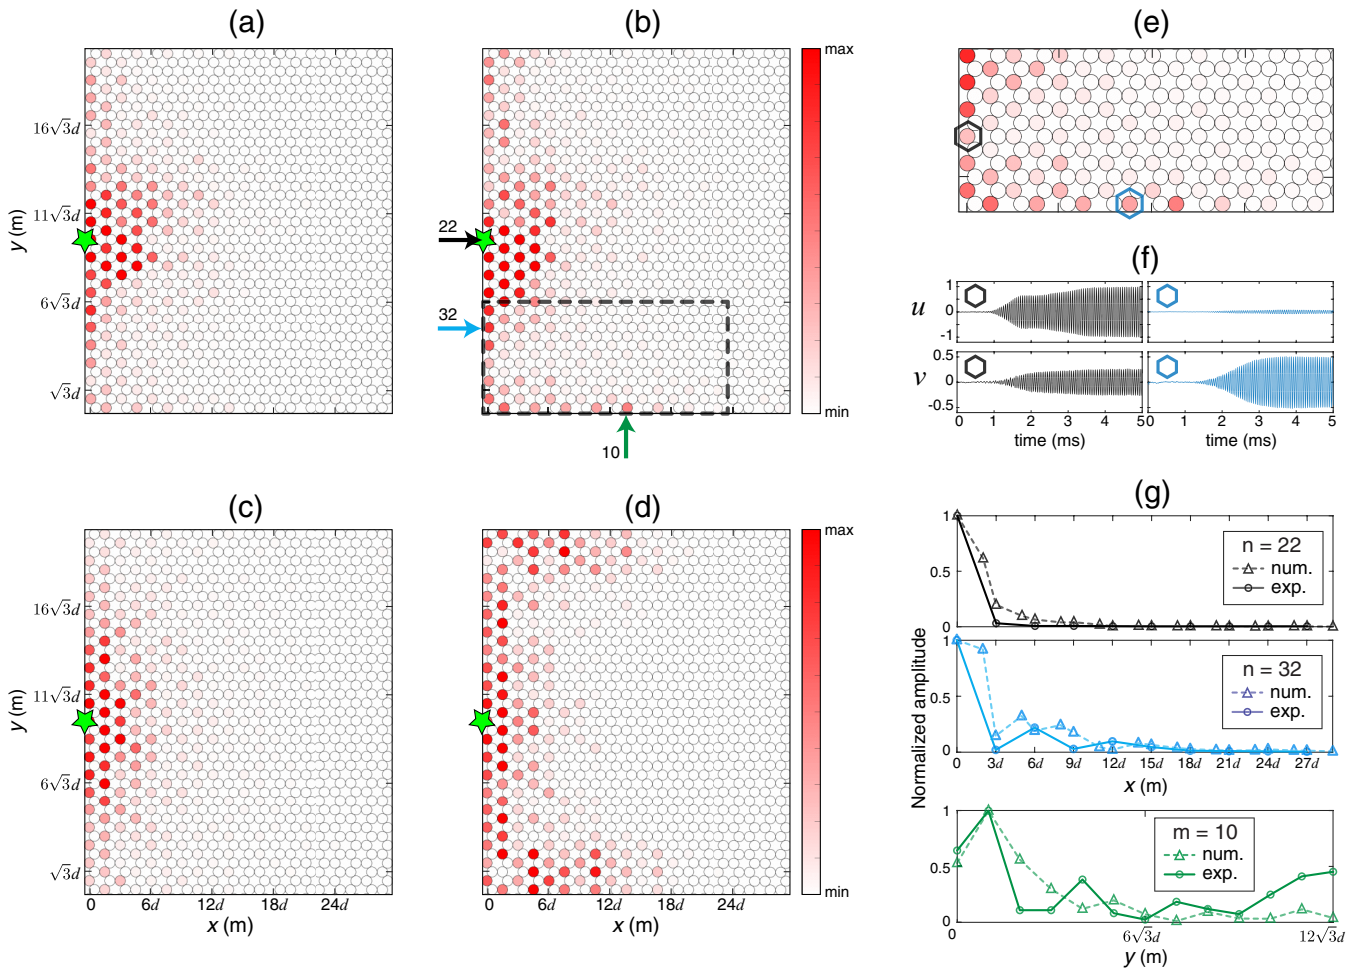 (a)
(b)
(e)
16√3d
11√3d
6√3d
√3d
y (m)
22
32
10
max
min
(f)
u
1
0
-1
v
0.5
0
-0.5
0 1 2 3 4 5
0 1 2 3 4 5
time (ms)
time (ms)
(c)
(d)
16√3d
11√3d
6√3d
√3d
y (m)
0 6d 12d 18d 24d
x (m)
0 6d 12d 18d 24d
x (m)
max
min
(g)
Normalized amplitude
1
0.5
0
n = 22
num.
exp.
1
0.5
0
n = 32
num.
exp.
0 3d 6d 9d 12d 15d 18d 21d 24d 27d
x (m)
1
0.5
0
m = 10
num.
exp.
0 6√3d 12√3d
y (m)